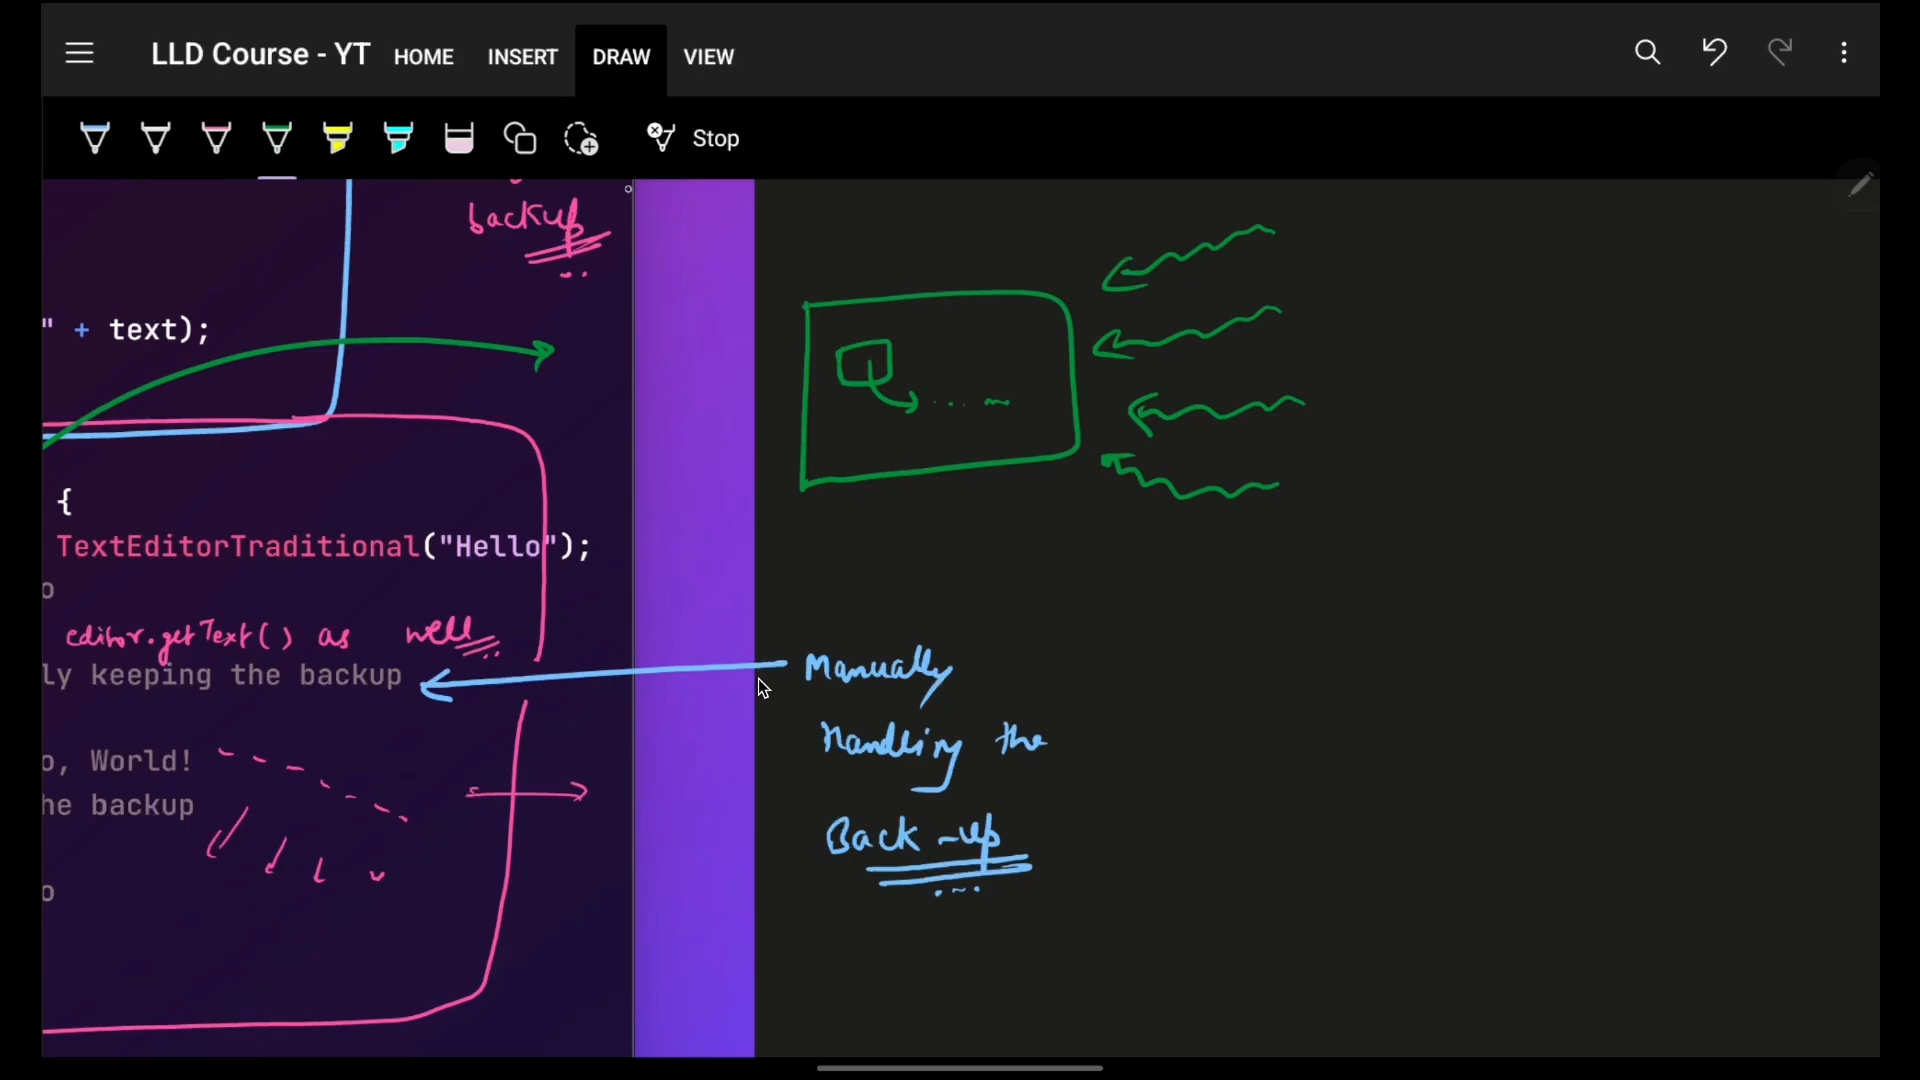 LLD Course - YT HOME INSERT DRAW VIEW
Stop
backup
" + text);
{
TextEditorTraditional("Hello");
o
editor.getText() as well
ly keeping the backup
o, World!
he backup
o
Manually
Handling the
Back-up